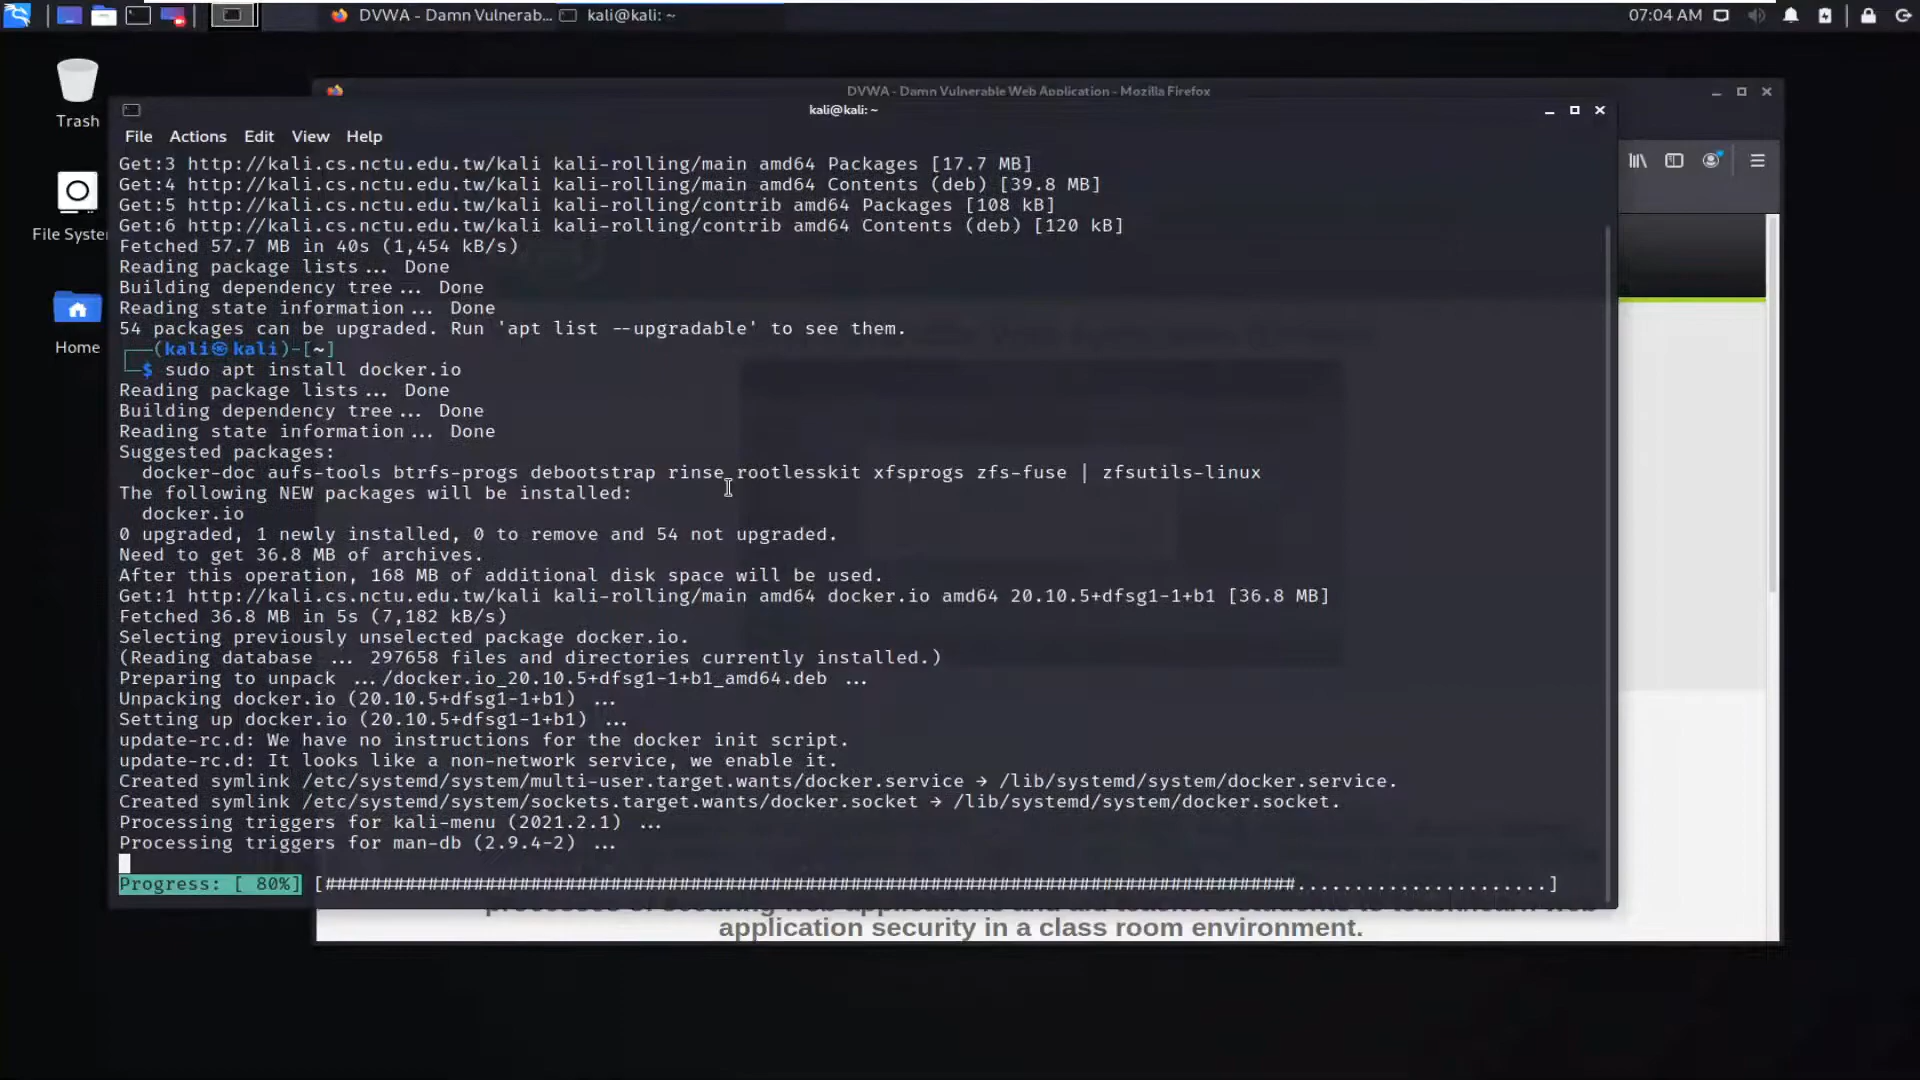 DVWA - Damn Vulnerab... kali@kali: ~ 07:04 AM
Trash
File Syste
Home
DVWA - Damn Vulnerable Web Application - Mozilla Firefox
kali@kali: ~
File Actions Edit View Help
Get:3 http://kali.cs.nctu.edu.tw/kali kali-rolling/main amd64 Packages [17.7 MB]
Get:4 http://kali.cs.nctu.edu.tw/kali kali-rolling/main amd64 Contents (deb) [39.8 MB]
Get:5 http://kali.cs.nctu.edu.tw/kali kali-rolling/contrib amd64 Packages [108 kB]
Get:6 http://kali.cs.nctu.edu.tw/kali kali-rolling/contrib amd64 Contents (deb) [120 kB]
Fetched 57.7 MB in 40s (1,454 kB/s)
Reading package lists... Done
Building dependency tree... Done
Reading state information... Done
54 packages can be upgraded. Run 'apt list --upgradable' to see them.
┌──(kali㉿kali)-[~]
└─$ sudo apt install docker.io
Reading package lists... Done
Building dependency tree... Done
Reading state information... Done
Suggested packages:
docker-doc aufs-tools btrfs-progs debootstrap rinse rootlesskit xfsprogs zfs-fuse | zfsutils-linux
The following NEW packages will be installed:
docker.io
0 upgraded, 1 newly installed, 0 to remove and 54 not upgraded.
Need to get 36.8 MB of archives.
After this operation, 168 MB of additional disk space will be used.
Get:1 http://kali.cs.nctu.edu.tw/kali kali-rolling/main amd64 docker.io amd64 20.10.5+dfsg1-1+b1 [36.8 MB]
Fetched 36.8 MB in 5s (7,182 kB/s)
Selecting previously unselected package docker.io.
(Reading database ... 297658 files and directories currently installed.)
Preparing to unpack .../docker.io_20.10.5+dfsg1-1+b1_amd64.deb ...
Unpacking docker.io (20.10.5+dfsg1-1+b1) ...
Setting up docker.io (20.10.5+dfsg1-1+b1) ...
update-rc.d: We have no instructions for the docker init script.
update-rc.d: It looks like a non-network service, we enable it.
Created symlink /etc/systemd/system/multi-user.target.wants/docker.service → /lib/systemd/system/docker.service.
Created symlink /etc/systemd/system/sockets.target.wants/docker.socket → /lib/systemd/system/docker.socket.
Processing triggers for kali-menu (2021.2.1) ...
Processing triggers for man-db (2.9.4-2) ...
Progress: [ 80%] [#####################################################################################......................]
application security in a class room environment.